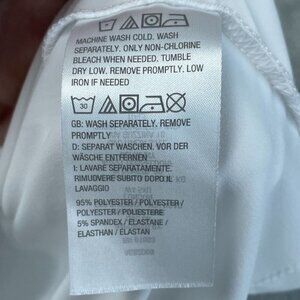 MACHINE WASH COLD. WASH
SEPARATELY. ONLY NON-CHLORINE
BLEACH WHEN NEEDED. TUMBLE
DRY LOW. REMOVE PROMPTLY. LOW
IRON IF NEEDED
30
GB: WASH SEPARATELY, REMOVE
PROMPTLY
D: SEPARAT WASCHEN. VOR DER
WÄSCHE ENTFERNEN
I: LAVARE SEPARATAMENTE.
RIMUOVERE SUBITO DOPO IL
LAVAGGIO
95% POLYESTER / POLYESTER /
POLYESTER / POLIESTERE
5% SPANDEX / ELASTANE /
ELASTHAN / ELASTAN